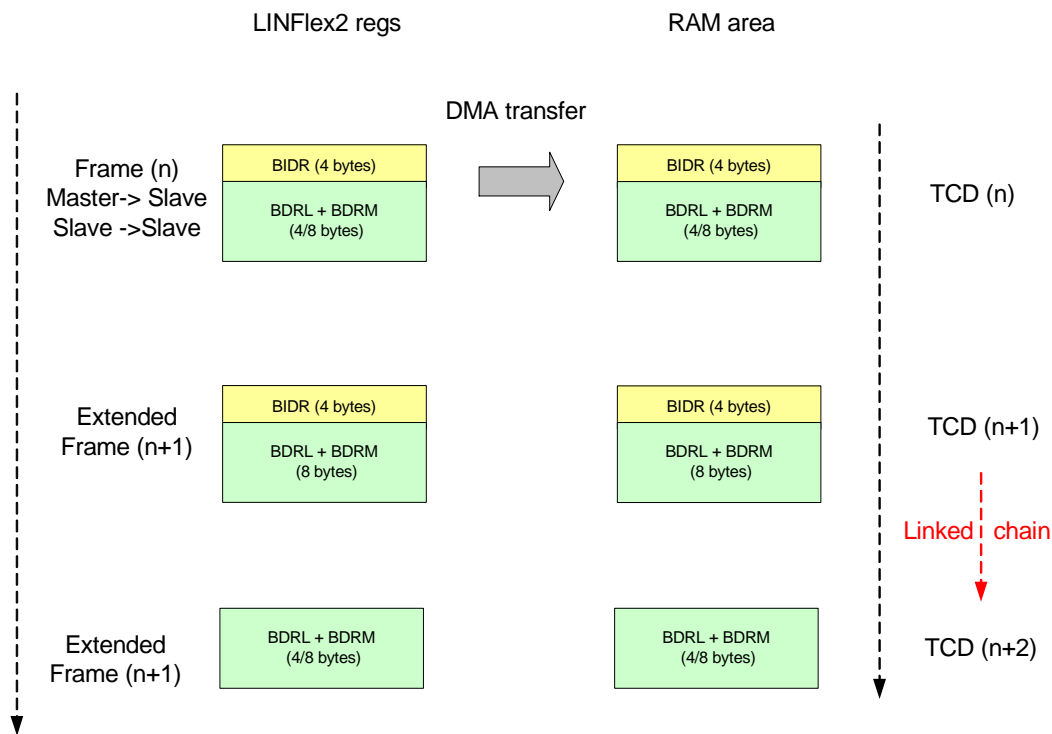 LINFlex2 regs
RAM area
DMA transfer
Frame (n)
Master-> Slave
Slave ->Slave
BIDR (4 bytes)
BDRL + BDRM
(4/8 bytes)
BIDR (4 bytes)
BDRL + BDRM
(4/8 bytes)
TCD (n)
Extended
Frame (n+1)
BIDR (4 bytes)
BDRL + BDRM
(8 bytes)
BIDR (4 bytes)
BDRL + BDRM
(8 bytes)
TCD (n+1)
Linked chain
Extended
Frame (n+1)
BDRL + BDRM
(4/8 bytes)
BDRL + BDRM
(4/8 bytes)
TCD (n+2)